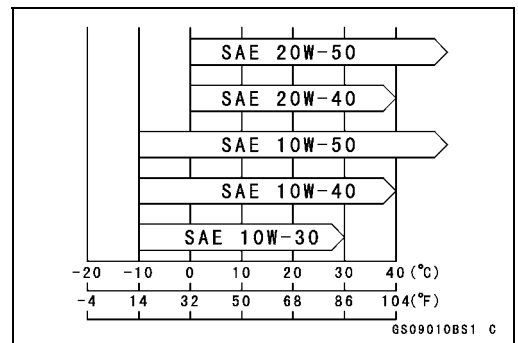 SAE 20W-50
SAE 20W-40
SAE 10W-50
SAE 10W-40
SAE 10W-30
-20 -10 0 10 20 30 40 (°C)
-4 14 32 50 68 86 104(°F)
GS09010BS1 C